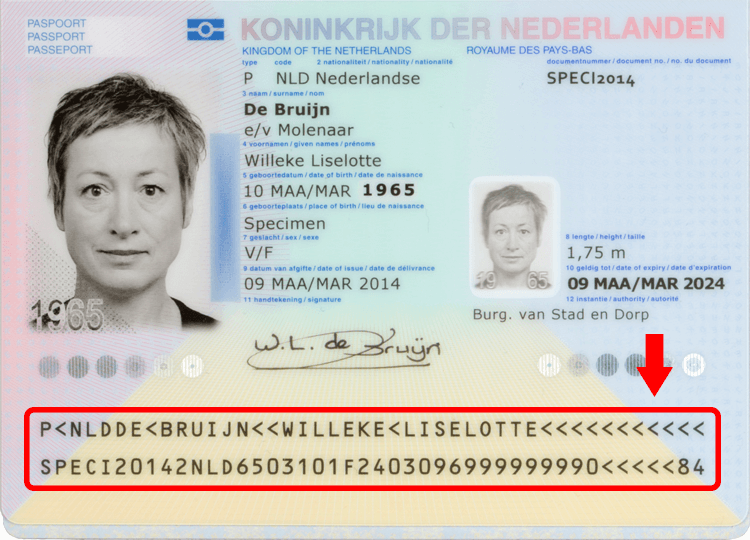 PASPOORT
PASSPORT
PASSEPORT
KONINKRIJK DER NEDERLANDEN
KINGDOM OF THE NETHERLANDS
ROYAUME DES PAYS-BAS
type code 2 nationaliteit / nationality / nationalité
documentnummer / document no. / no. du document
P NLD Nederlandse
SPECI2014
3 naam / surname / nom
De Bruijn
e/v Molenaar
4 voornamen / given names / prénoms
Willeke Liselotte
5 geboortedatum / date of birth / date de naissance
10 MAA/MAR 1965
6 geboorteplaats / place of birth / lieu de naissance
Specimen
7 geslacht / sex / sexe
V/F
8 lengte / height / taille
1,75 m
9 datum van afgifte / date of issue / date de délivrance
09 MAA/MAR 2014
10 geldig tot / date of expiry / date d'expiration
09 MAA/MAR 2024
11 handtekening / signature
12 instantie / authority / autorité
Burg. van Stad en Dorp
1965
19 65
W.L. de Bruijn
P<NLDDE<BRUIJN<<WILLEKE<LISELOTTE<<<<<<<<<<<
SPECI20142NLD6503101F2403096999999990<<<<<84